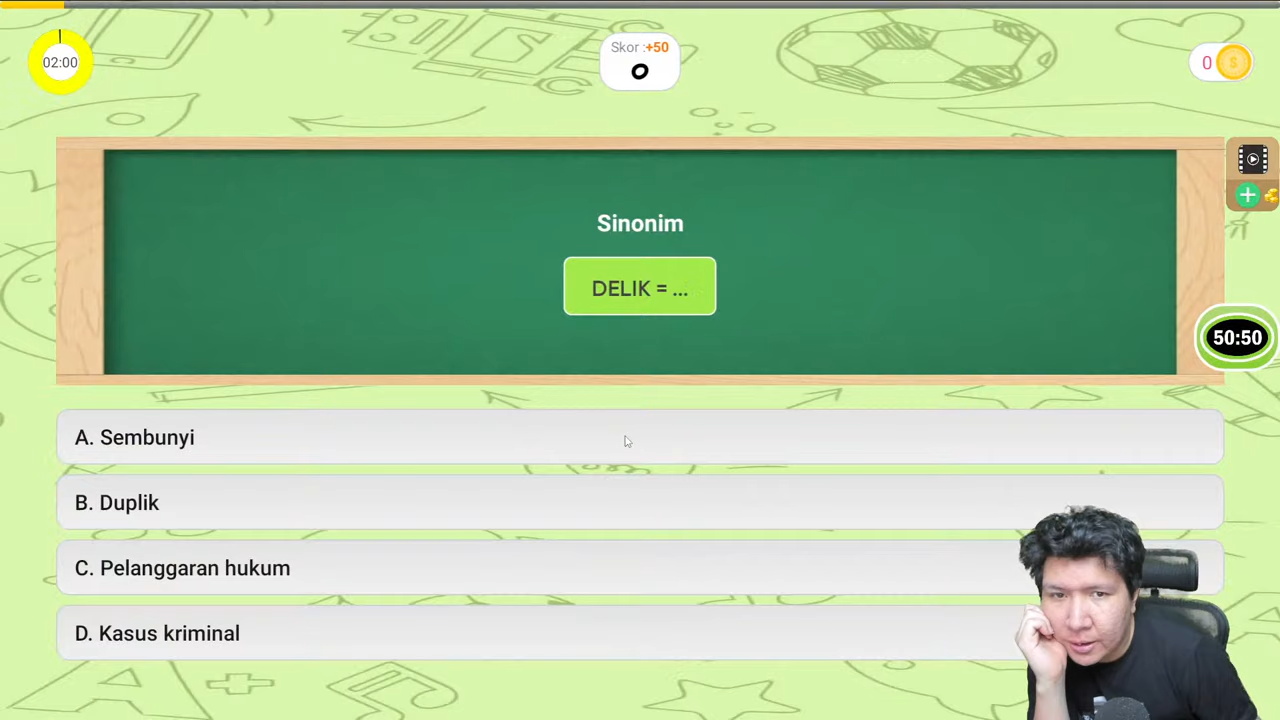 02:00
Skor :+50
0
0
Sinonim
DELIK = ...
50:50
A. Sembunyi
B. Duplik
C. Pelanggaran hukum
D. Kasus kriminal